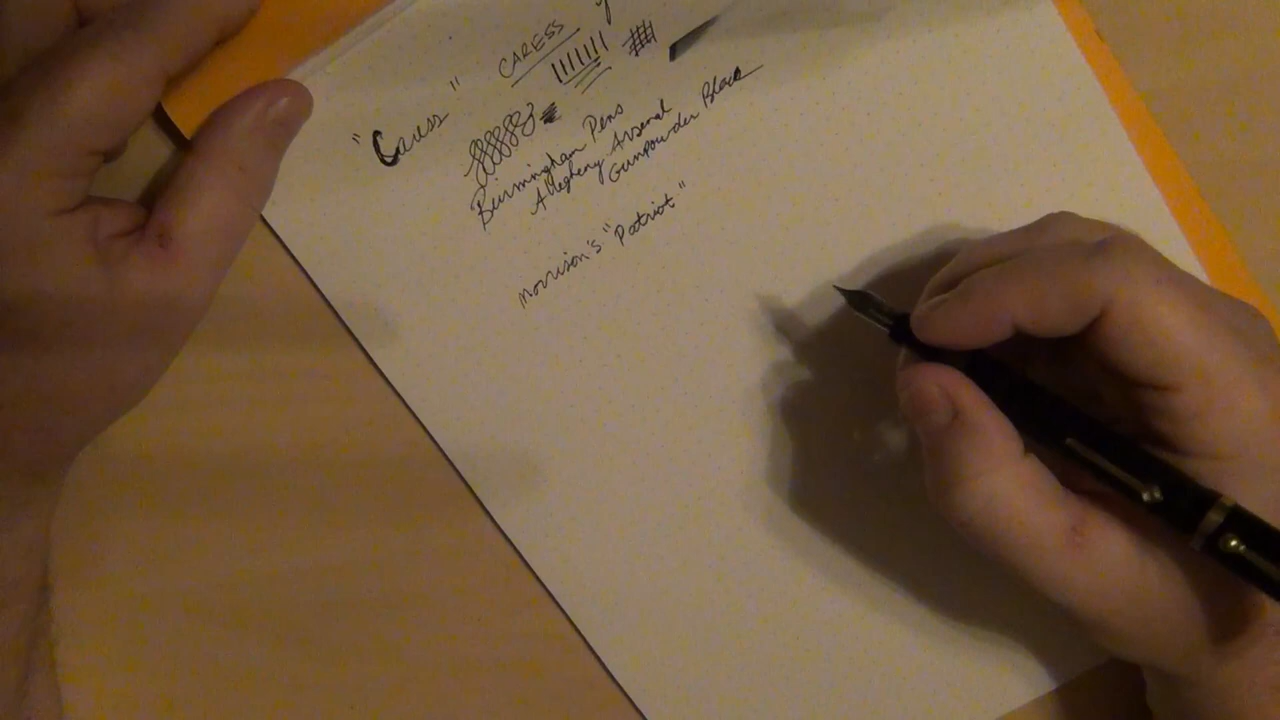 "Caress"
CARESS
Birmingham Pens
Allegheny Arsenal
Gunpowder Black
Morrison's "Patriot"